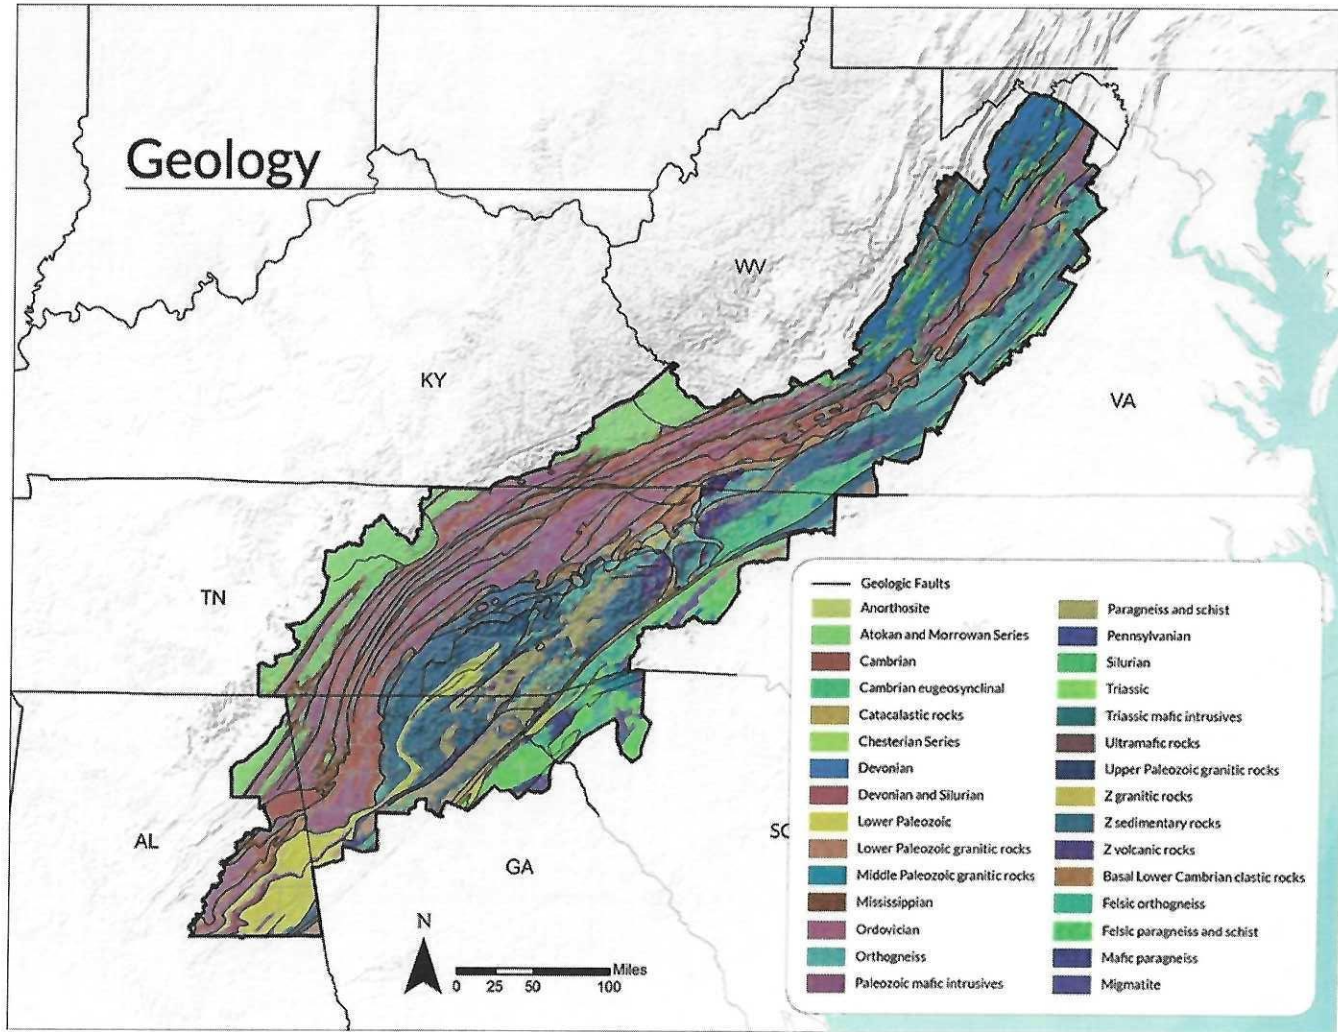 Geology
WV
KY
VA
TN
AL
GA
SC
N
Miles
0 25 50 100
Geologic Faults
Anorthosite
Atokan and Morrowan Series
Cambrian
Cambrian eugeosynclinal
Catacalastic rocks
Chesterian Series
Devonian
Devonian and Silurian
Lower Paleozoic
Lower Paleozoic granitic rocks
Middle Paleozoic granitic rocks
Mississippian
Ordovician
Orthogneiss
Paleozoic mafic intrusives
Paragneiss and schist
Pennsylvanian
Silurian
Triassic
Triassic mafic intrusives
Ultramafic rocks
Upper Paleozoic granitic rocks
Z granitic rocks
Z sedimentary rocks
Z volcanic rocks
Basal Lower Cambrian clastic rocks
Felsic orthogneiss
Felsic paragneiss and schist
Mafic paragneiss
Migmatite